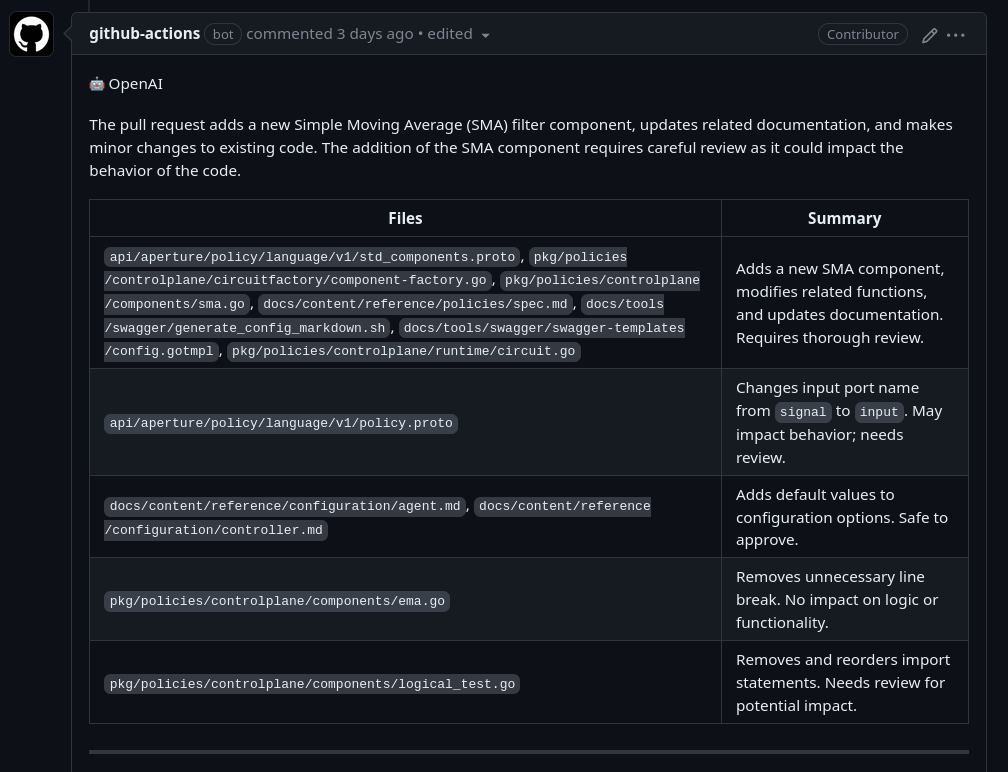 github-actions bot commented 3 days ago • edited Contributor
🤖 OpenAI
The pull request adds a new Simple Moving Average (SMA) filter component, updates related documentation, and makes
minor changes to existing code. The addition of the SMA component requires careful review as it could impact the
behavior of the code.
Files Summary
api/aperture/policy/language/v1/std_components.proto, pkg/policies
/controlplane/circuitfactory/component-factory.go, pkg/policies/controlplane
/components/sma.go, docs/content/reference/policies/spec.md, docs/tools
/swagger/generate_config_markdown.sh, docs/tools/swagger/swagger-templates
/config.gotmpl, pkg/policies/controlplane/runtime/circuit.go
Adds a new SMA component,
modifies related functions,
and updates documentation.
Requires thorough review.
api/aperture/policy/language/v1/policy.proto
Changes input port name
from signal to input. May
impact behavior; needs
review.
docs/content/reference/configuration/agent.md, docs/content/reference
/configuration/controller.md
Adds default values to
configuration options. Safe to
approve.
pkg/policies/controlplane/components/ema.go
Removes unnecessary line
break. No impact on logic or
functionality.
pkg/policies/controlplane/components/logical_test.go
Removes and reorders import
statements. Needs review for
potential impact.